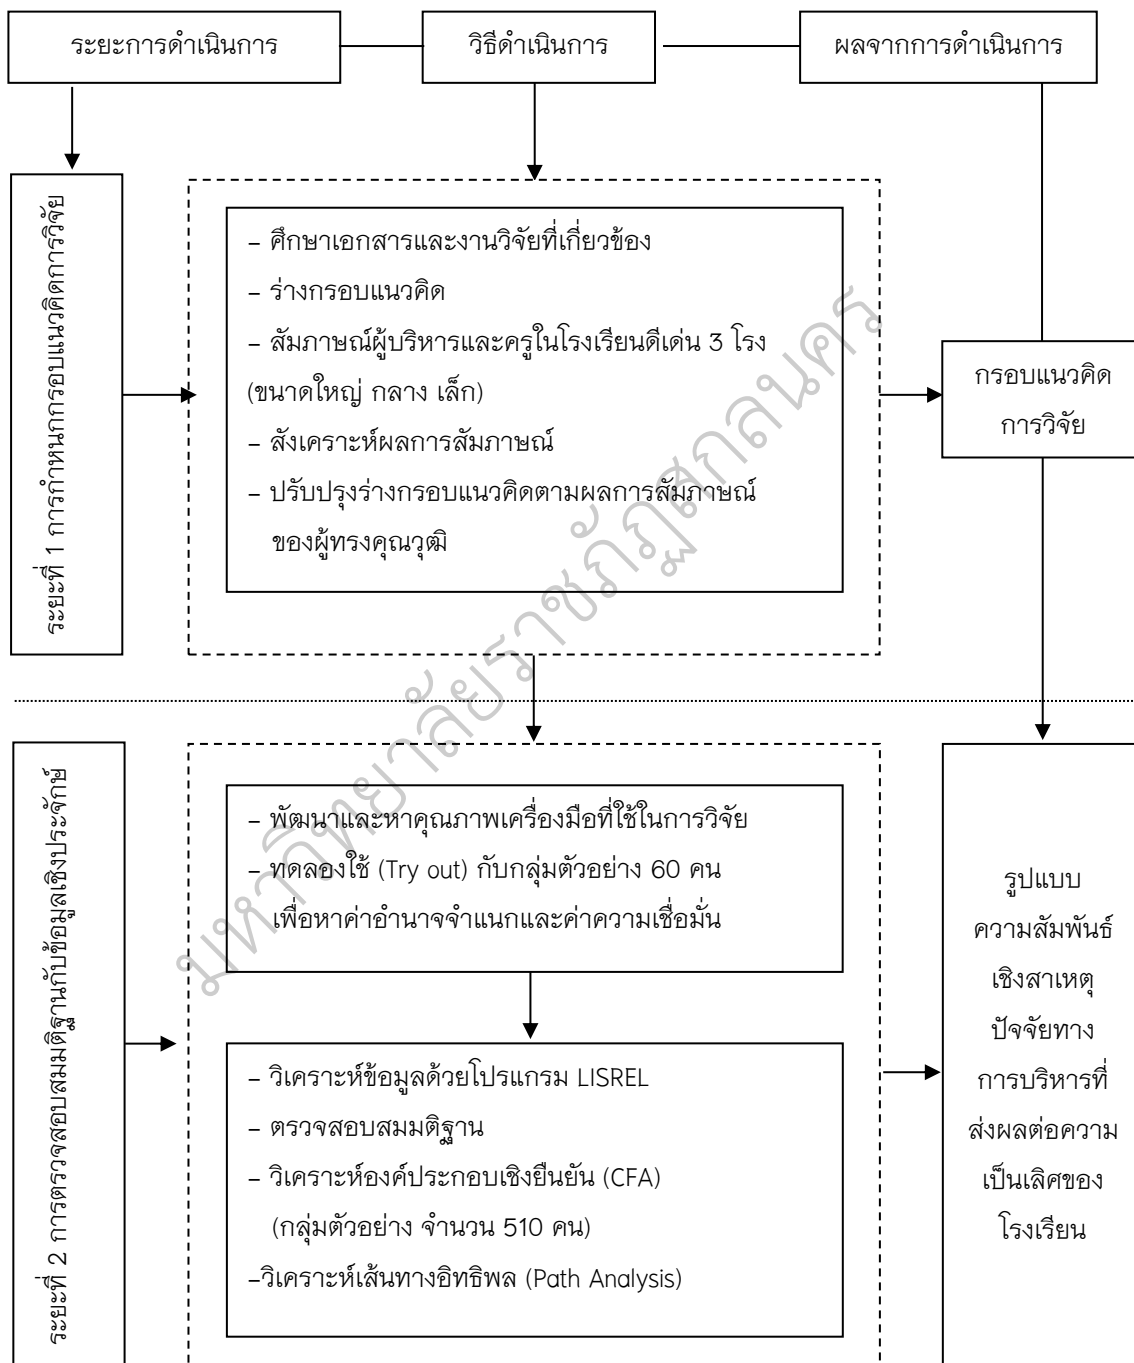 ระยะการดำเนินการ
วิธีดำเนินการ
ผลจากการดำเนินการ
ระยะที่ 1 การกำหนกกรอบแนวคิดการวิจัย
- ศึกษาเอกสารและงานวิจัยที่เกี่ยวข้อง
- ร่างกรอบแนวคิด
- สัมภาษณ์ผู้บริหารและครูในโรงเรียนดีเด่น 3 โรง
(ขนาดใหญ่ กลาง เล็ก)
- สังเคราะห์ผลการสัมภาษณ์
- ปรับปรุงร่างกรอบแนวคิดตามผลการสัมภาษณ์
ของผู้ทรงคุณวุฒิ
กรอบแนวคิด
การวิจัย
ระยะที่ 2 การตรวจสอบสมมติฐานกับข้อมูลเชิงประจักษ์
- พัฒนาและหาคุณภาพเครื่องมือที่ใช้ในการวิจัย
- ทดลองใช้ (Try out) กับกลุ่มตัวอย่าง 60 คน
เพื่อหาค่าอำนาจจำแนกและค่าความเชื่อมั่น
- วิเคราะห์ข้อมูลด้วยโปรแกรม LISREL
- ตรวจสอบสมมติฐาน
- วิเคราะห์องค์ประกอบเชิงยืนยัน (CFA)
(กลุ่มตัวอย่าง จำนวน 510 คน)
-วิเคราะห์เส้นทางอิทธิพล (Path Analysis)
รูปแบบ
ความสัมพันธ์
เชิงสาเหตุ
ปัจจัยทาง
การบริหารที่
ส่งผลต่อความ
เป็นเลิศของ
โรงเรียน
มหาวิทยาลัยราชภัฏสกลนคร